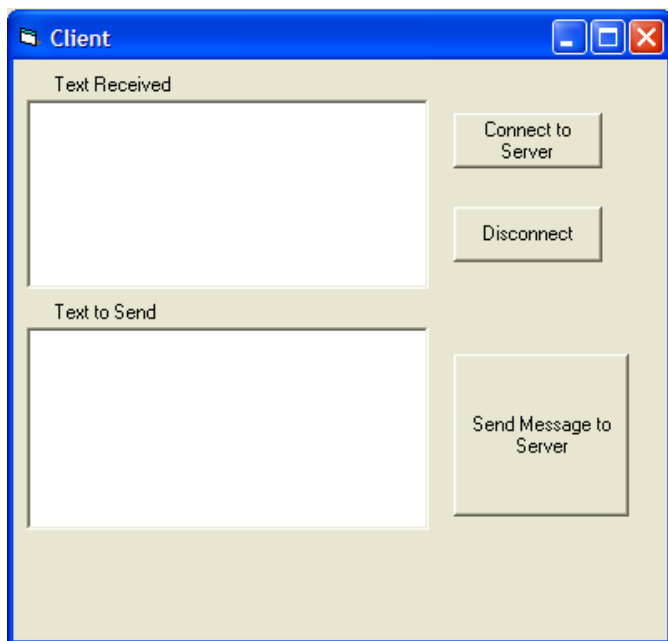 Client
Text Received
Connect to
Server
Disconnect
Text to Send
Send Message to
Server